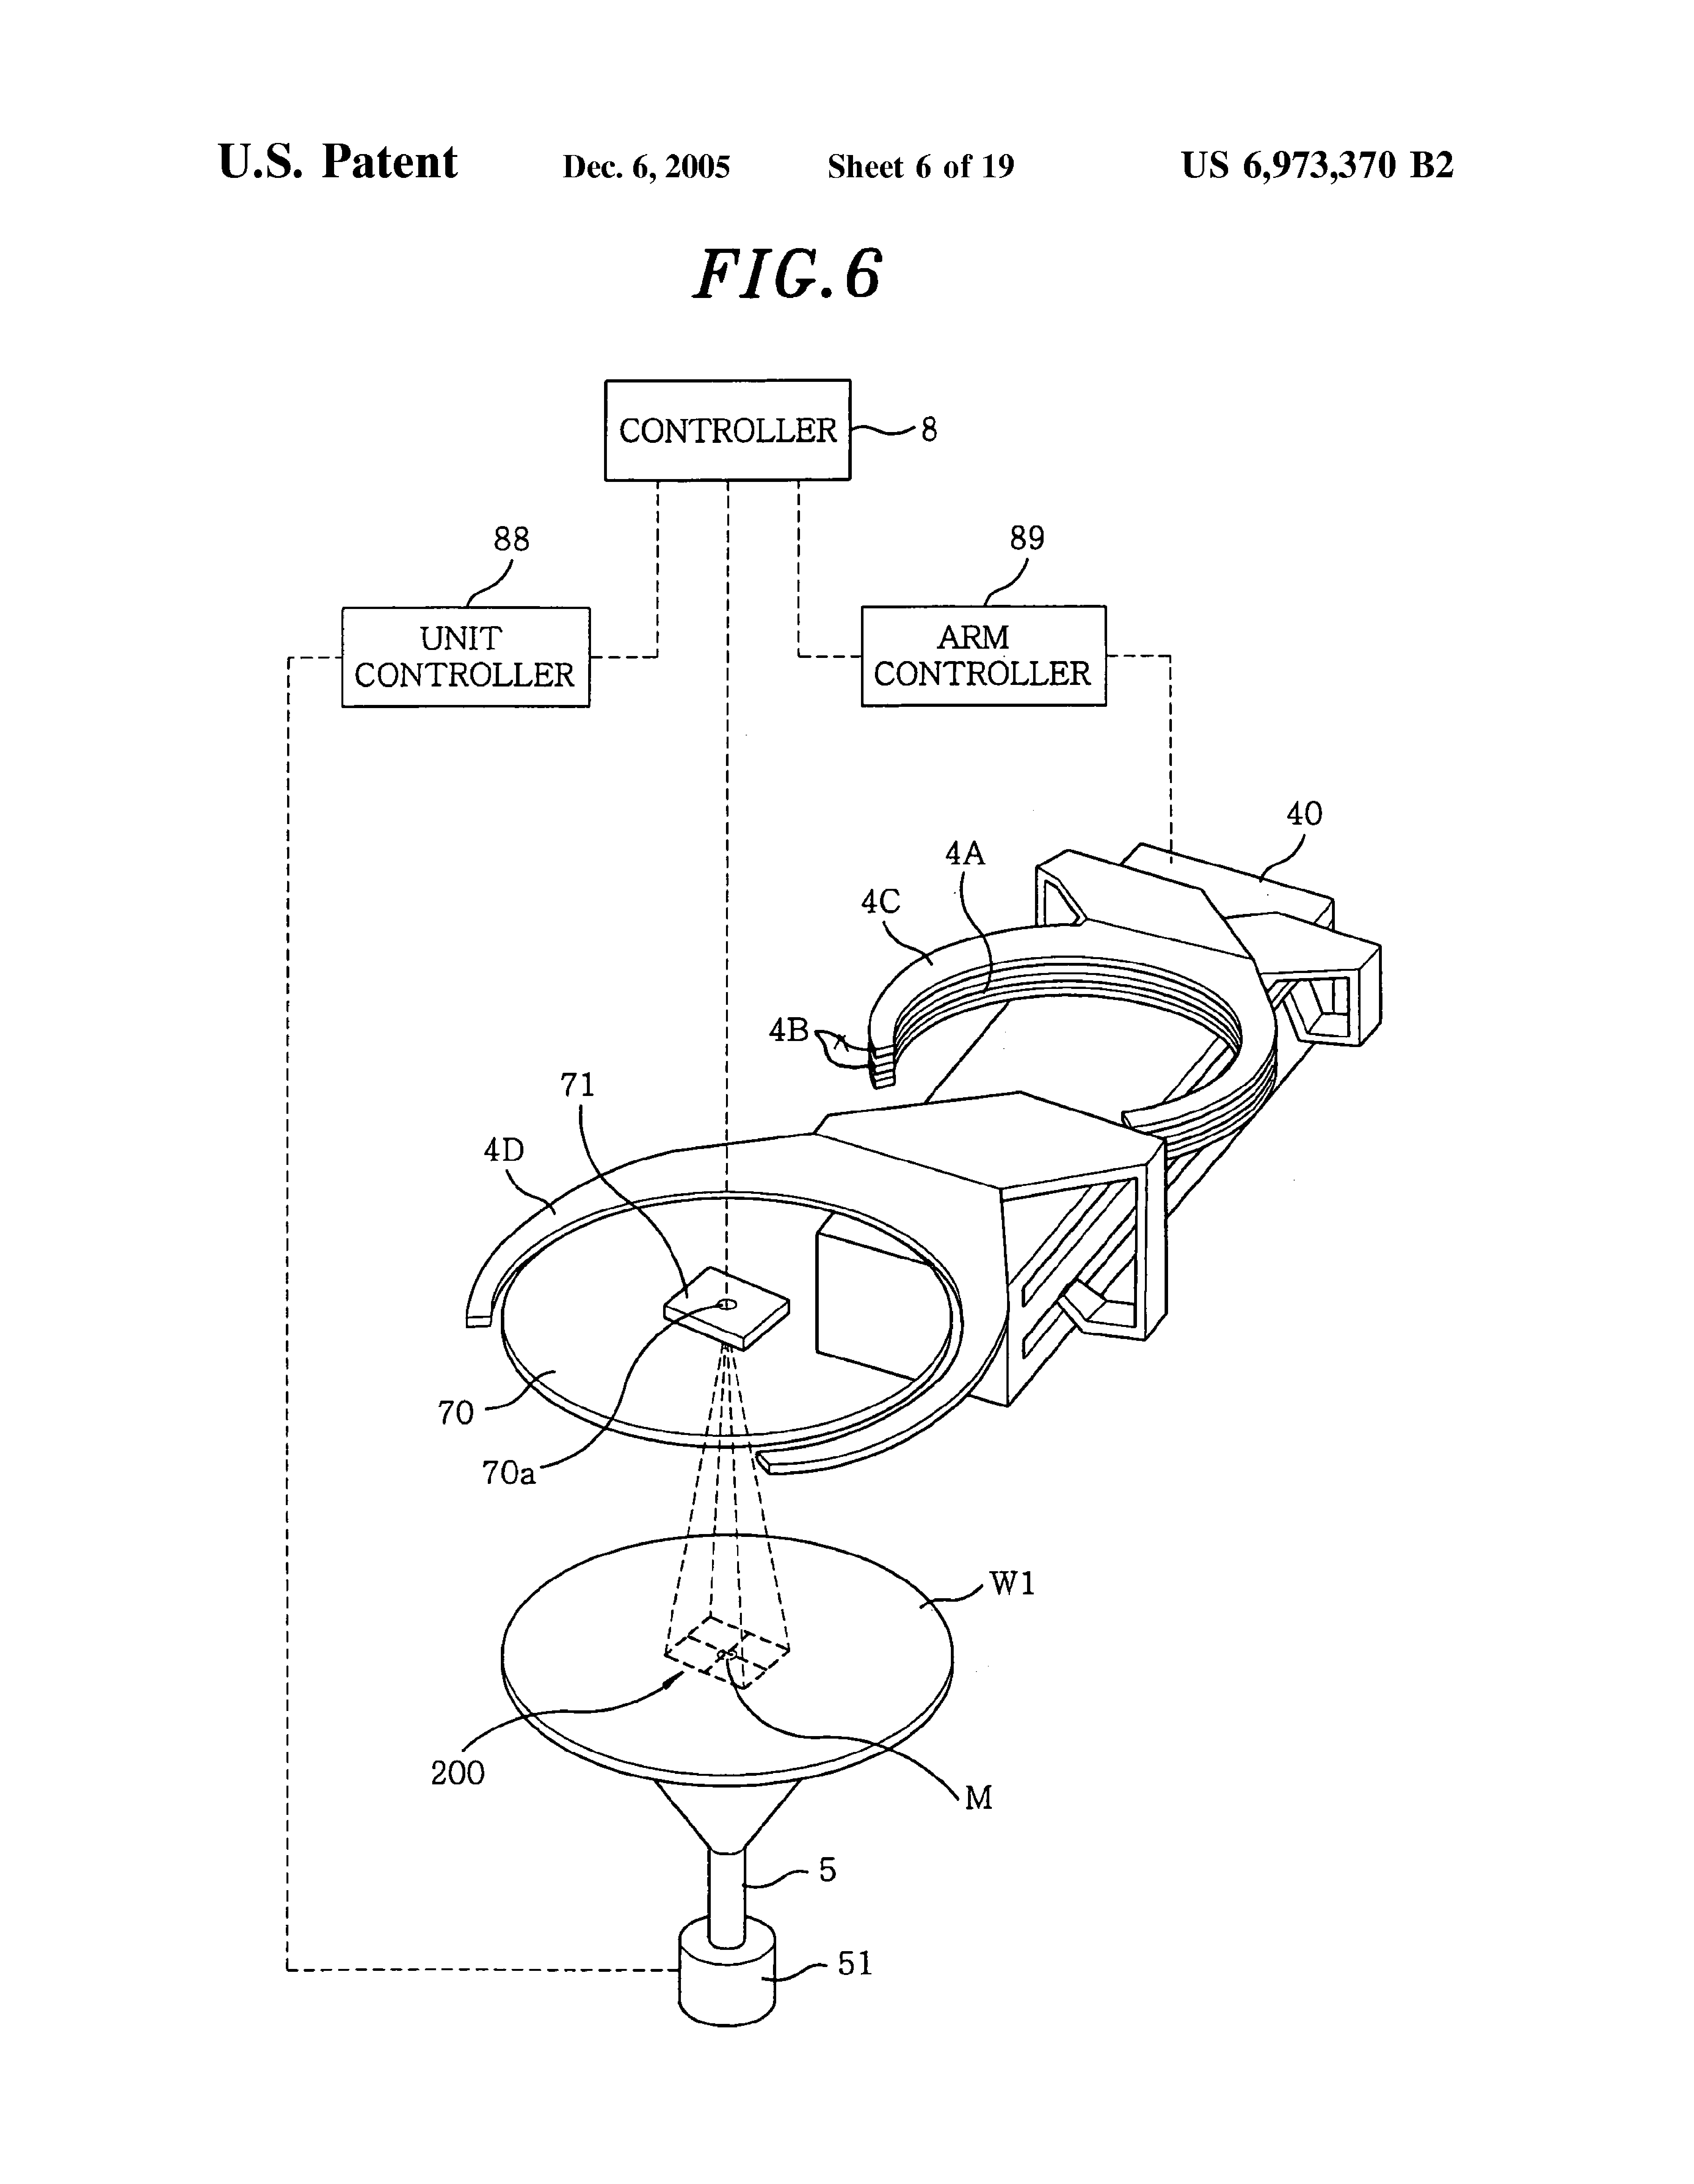 U.S. Patent Dec. 6, 2005 Sheet 6 of 19 US 6,973,370 B2
FIG.6
CONTROLLER
8
88
89
UNIT
CONTROLLER
ARM
CONTROLLER
40
4A
4C
4B
71
4D
70
70a
W1
200
M
5
51